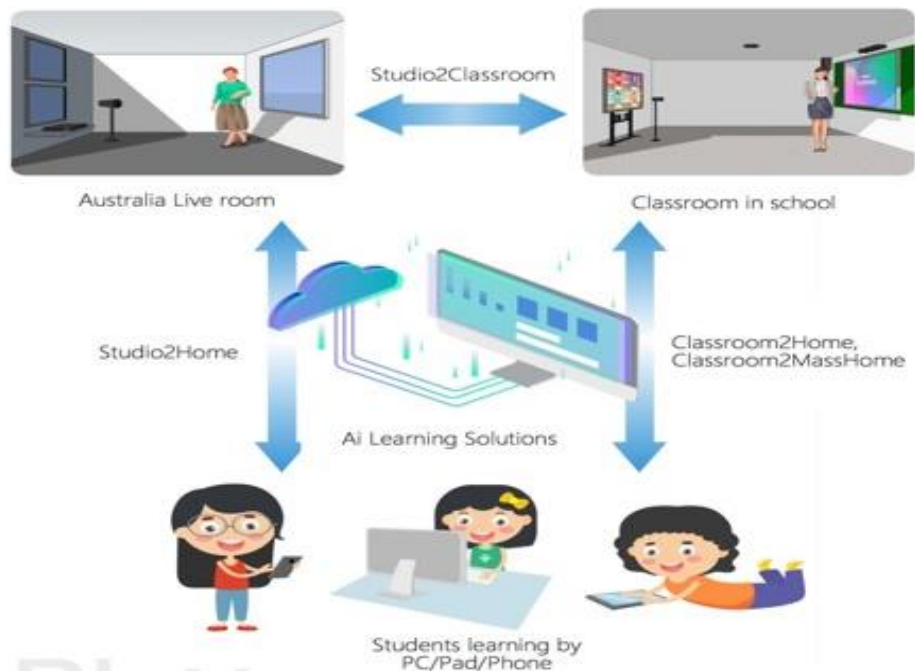 Studio2Classroom
Australia Live room
Classroom in school
Studio2Home
Classroom2Home,
Classroom2MassHome
Ai Learning Solutions
Students learning by
PC/Pad/Phone